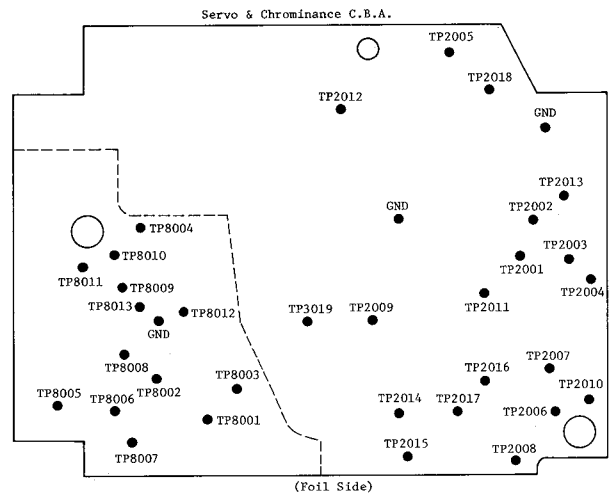 Servo & Chrominance C.B.A.
TP2005
TP2018
TP2012
GND
TP2013
GND
TP2002
TP8004
TP8010
TP2001
TP2003
TP8011
TP8009
TP2004
TP8013
TP8012
TP3019
TP2009
TP2011
GND
TP8008
TP2007
TP8002
TP8003
TP2016
TP2010
TP8005
TP8006
TP2014
TP2017
TP2006
TP8001
TP8007
TP2015
TP2008
(Foil Side)